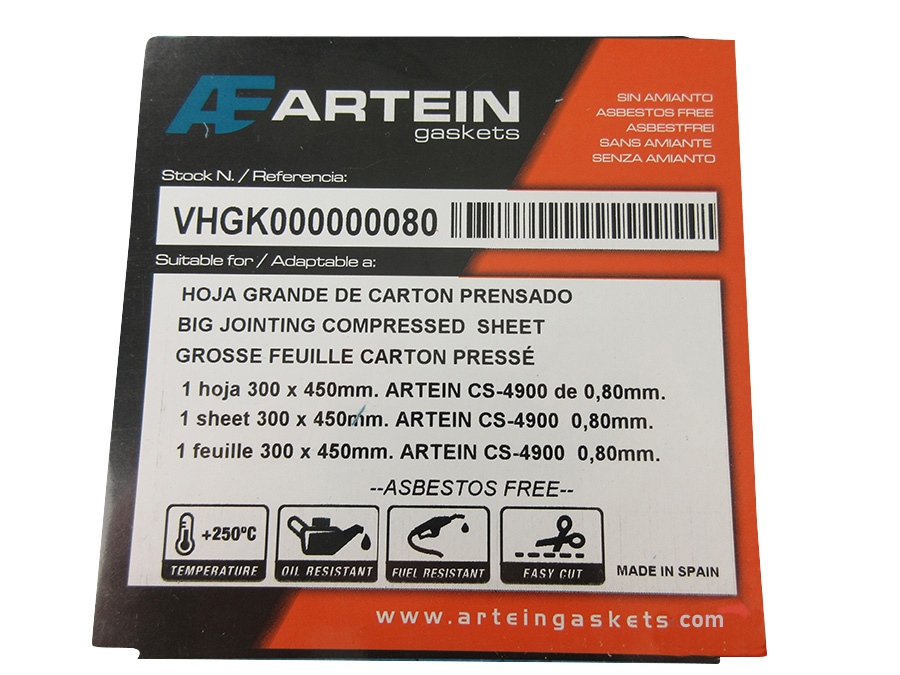 AE ARTEIN
gaskets
SIN AMIANTO
ASBESTOS FREE
ASBESTFREI
SANS AMIANTE
SENZA AMIANTO
Stock N. / Referencia:
VHGK000000080
Suitable for / Adaptable a:
HOJA GRANDE DE CARTON PRENSADO
BIG JOINTING COMPRESSED SHEET
GROSSE FEUILLE CARTON PRESSÉ
1 hoja 300 x 450mm. ARTEIN CS-4900 de 0,80mm.
1 sheet 300 x 450mm. ARTEIN CS-4900 0,80mm.
1 feuille 300 x 450mm. ARTEIN CS-4900 0,80mm.
--ASBESTOS FREE--
+250ºC
TEMPERATURE
OIL RESISTANT
FUEL RESISTANT
EASY CUT
MADE IN SPAIN
www.arteingaskets com